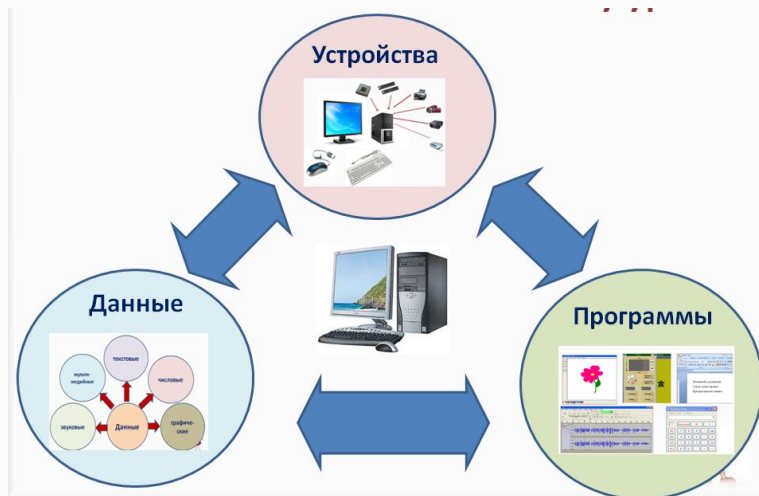 Устройства
Данные
текстовые
мульти-
медийные
числовые
звуковые
Данные
графиче-
ские
Программы